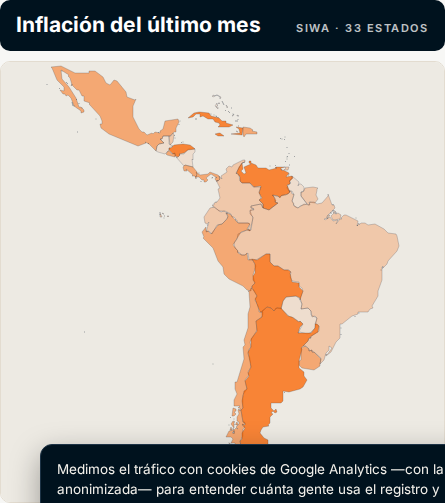 Inflación del último mes
SIWA · 33 ESTADOS
Medimos el tráfico con cookies de Google Analytics —con la
anonimizada— para entender cuánta gente usa el registro y